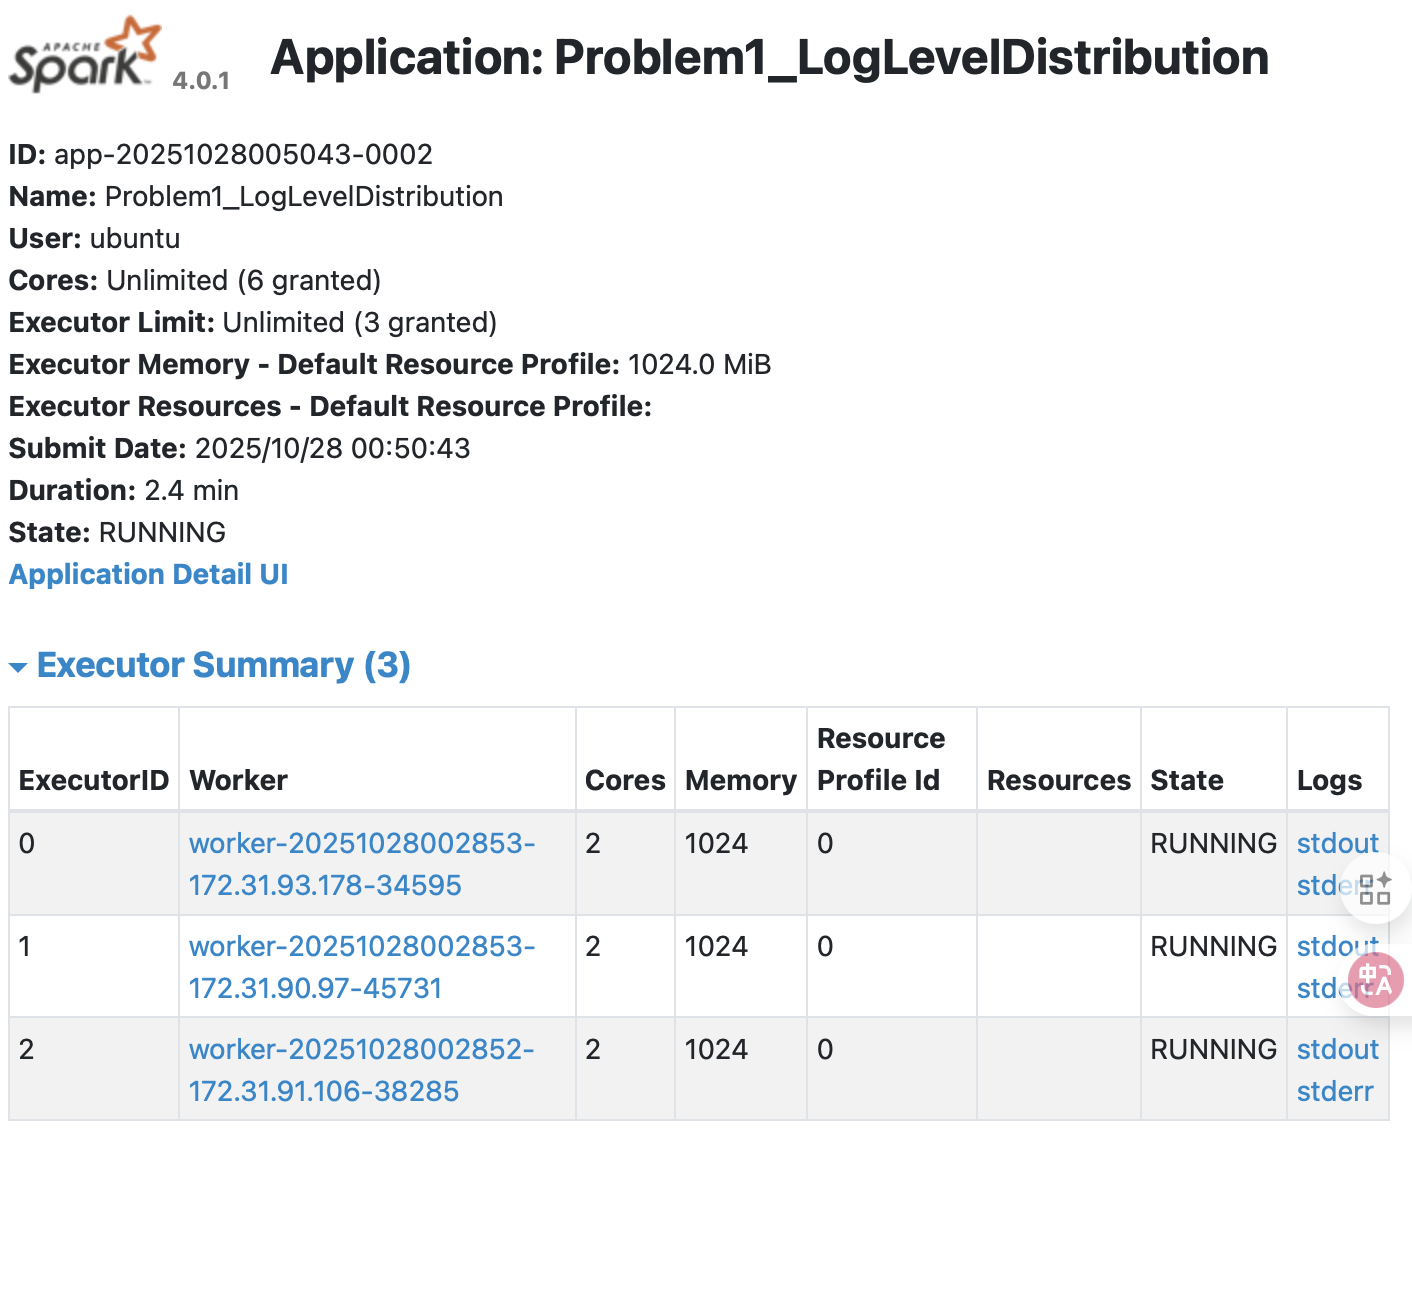 APACHE
Spark 4.0.1
Application: Problem1_LogLevelDistribution
ID: app-20251028005043-0002
Name: Problem1_LogLevelDistribution
User: ubuntu
Cores: Unlimited (6 granted)
Executor Limit: Unlimited (3 granted)
Executor Memory - Default Resource Profile: 1024.0 MiB
Executor Resources - Default Resource Profile:
Submit Date: 2025/10/28 00:50:43
Duration: 2.4 min
State: RUNNING
Application Detail UI
Executor Summary (3)
ExecutorID Worker Cores Memory Resource Profile Id Resources State Logs
0 worker-20251028002853- 2 1024 0 RUNNING stdout
172.31.93.178-34595 stderr
1 worker-20251028002853- 2 1024 0 RUNNING stdout
172.31.90.97-45731 stderr
2 worker-20251028002852- 2 1024 0 RUNNING stdout
172.31.91.106-38285 stderr
中A